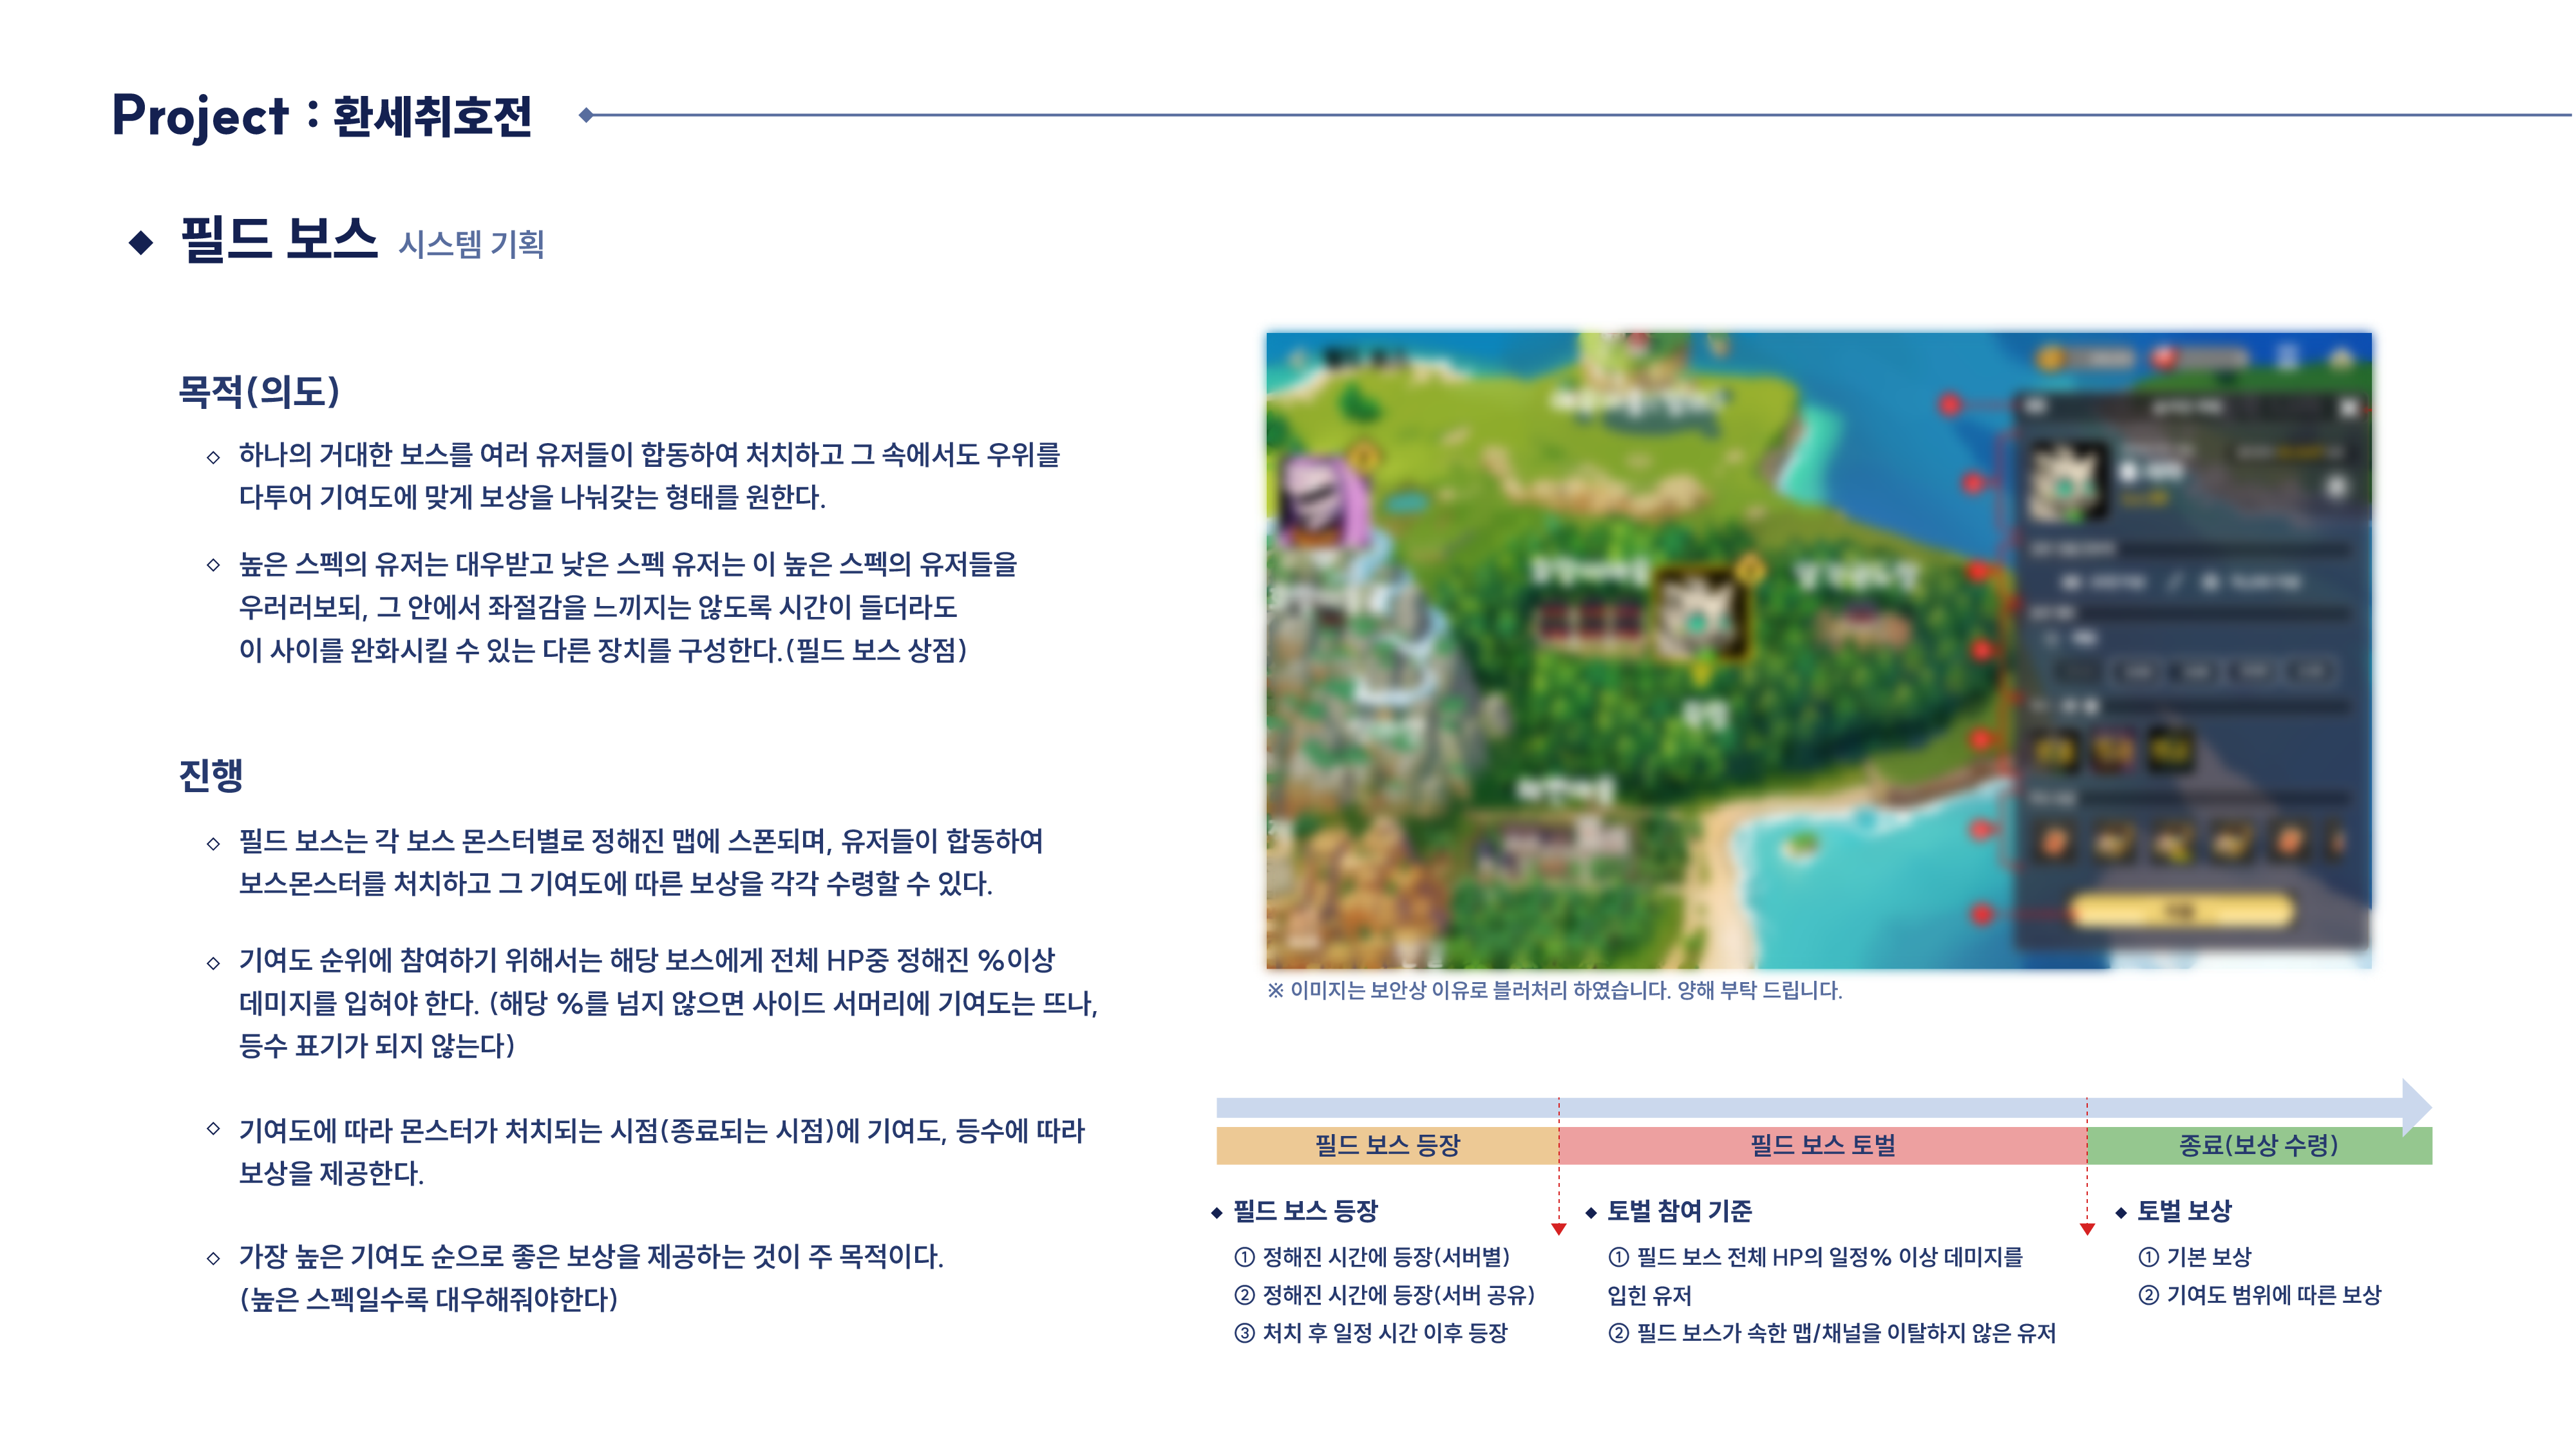 Project : 환세취호전
필드 보스 시스템 기획
목적(의도)
하나의 거대한 보스를 여러 유저들이 합동하여 처치하고 그 속에서도 우위를
다투어 기여도에 맞게 보상을 나눠갖는 형태를 원한다.
높은 스펙의 유저는 대우받고 낮은 스펙 유저는 이 높은 스펙의 유저들을
우러러보되, 그 안에서 좌절감을 느끼지는 않도록 시간이 들더라도
이 사이를 완화시킬 수 있는 다른 장치를 구성한다.(필드 보스 상점)
진행
필드 보스는 각 보스 몬스터별로 정해진 맵에 스폰되며, 유저들이 합동하여
보스몬스터를 처치하고 그 기여도에 따른 보상을 각각 수령할 수 있다.
기여도 순위에 참여하기 위해서는 해당 보스에게 전체 HP중 정해진 %이상
데미지를 입혀야 한다. (해당 %를 넘지 않으면 사이드 서머리에 기여도는 뜨나,
등수 표기가 되지 않는다)
기여도에 따라 몬스터가 처치되는 시점(종료되는 시점)에 기여도, 등수에 따라
보상을 제공한다.
가장 높은 기여도 순으로 좋은 보상을 제공하는 것이 주 목적이다.
(높은 스펙일수록 대우해줘야한다)
※ 이미지는 보안상 이유로 블러처리 하였습니다. 양해 부탁 드립니다.
필드 보스 등장
필드 보스 토벌
종료(보상 수령)
필드 보스 등장
① 정해진 시간에 등장(서버별)
② 정해진 시간에 등장(서버 공유)
③ 처치 후 일정 시간 이후 등장
토벌 참여 기준
① 필드 보스 전체 HP의 일정% 이상 데미지를
입힌 유저
② 필드 보스가 속한 맵/채널을 이탈하지 않은 유저
토벌 보상
① 기본 보상
② 기여도 범위에 따른 보상